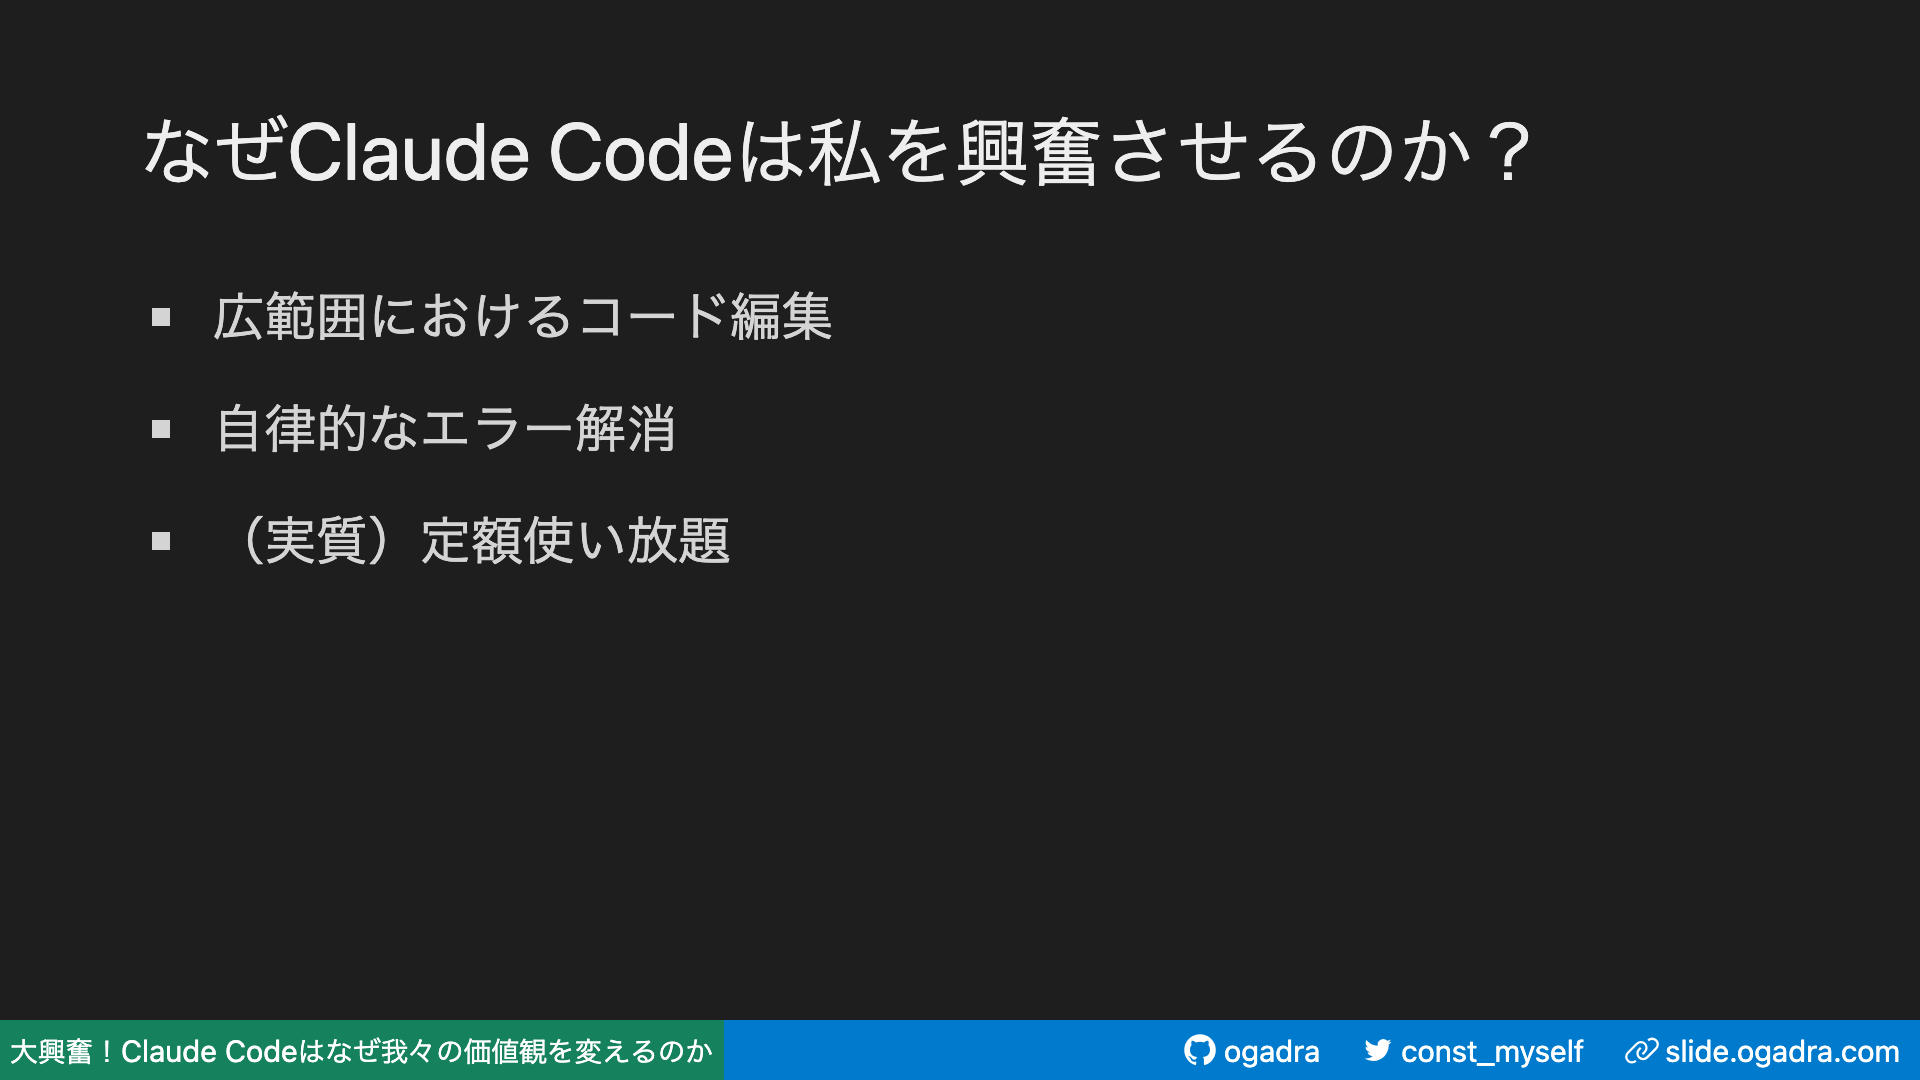 なぜClaude Codeは私を興奮させるのか？
▪ 広範囲におけるコード編集
▪ 自律的なエラー解消
▪ （実質）定額使い放題
大興奮！Claude Codeはなぜ我々の価値観を変えるのか
ogadra
const_myself
slide.ogadra.com